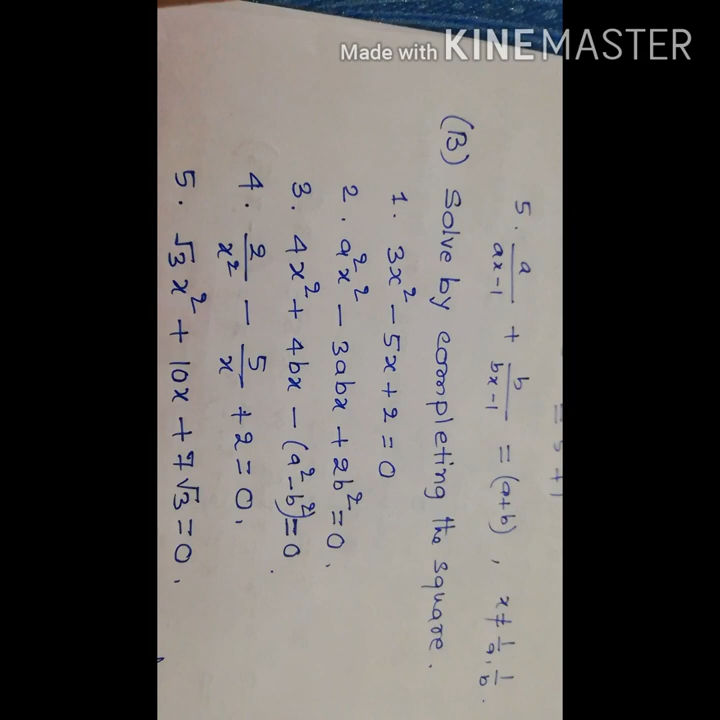 Made with KINEMASTER
= 5 +1
5. a/(ax-1) + b/(bx-1) = (a+b), x ≠ 1/a, 1/b.
(B) Solve by completing the square.
1. 3x² - 5x + 2 = 0
2. a²x² - 3abx + 2b² = 0.
3. 4x² + 4bx - (a² - b²) = 0.
4. 2/x² - 5/x + 2 = 0.
5. √3x² + 10x + 7√3 = 0.